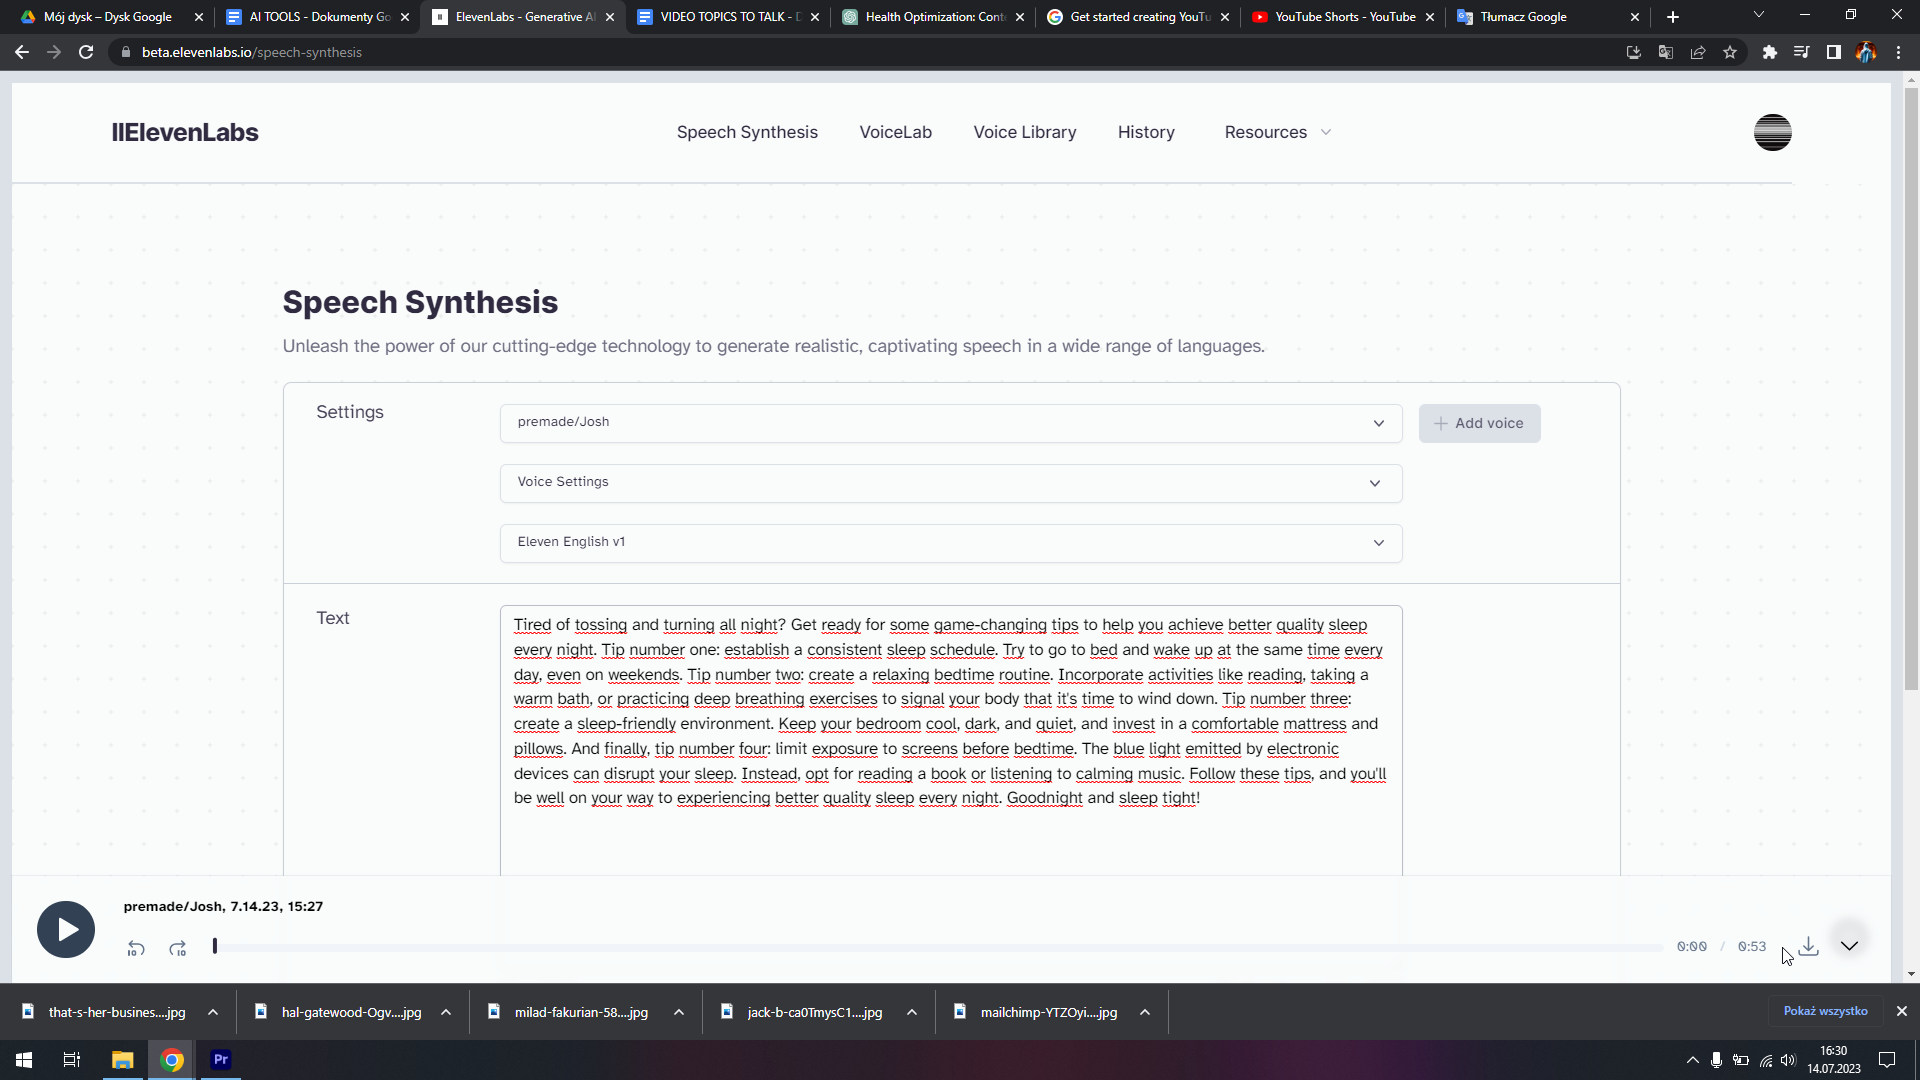 Mój dysk – Dysk Google
AI TOOLS - Dokumenty Go
ElevenLabs - Generative AI
VIDEO TOPICS TO TALK - D
Health Optimization: Cont
Get started creating YouTu
YouTube Shorts - YouTube
Tłumacz Google
beta.elevenlabs.io/speech-synthesis
IIElevenLabs
Speech Synthesis
VoiceLab
Voice Library
History
Resources
Speech Synthesis
Unleash the power of our cutting-edge technology to generate realistic, captivating speech in a wide range of languages.
Settings
premade/Josh
+ Add voice
Voice Settings
Eleven English v1
Text
Tired of tossing and turning all night? Get ready for some game-changing tips to help you achieve better quality sleep
every night. Tip number one: establish a consistent sleep schedule. Try to go to bed and wake up at the same time every
day, even on weekends. Tip number two: create a relaxing bedtime routine. Incorporate activities like reading, taking a
warm bath, or practicing deep breathing exercises to signal your body that it's time to wind down. Tip number three:
create a sleep-friendly environment. Keep your bedroom cool, dark, and quiet, and invest in a comfortable mattress and
pillows. And finally, tip number four: limit exposure to screens before bedtime. The blue light emitted by electronic
devices can disrupt your sleep. Instead, opt for reading a book or listening to calming music. Follow these tips, and you'll
be well on your way to experiencing better quality sleep every night. Goodnight and sleep tight!
premade/Josh, 7.14.23, 15:27
10
10
0:00 / 0:53
that-s-her-busines....jpg
hal-gatewood-Ogv....jpg
milad-fakurian-58....jpg
jack-b-ca0TmysC1....jpg
mailchimp-YTZOyi....jpg
Pokaż wszystko
Pr
16:30
14.07.2023